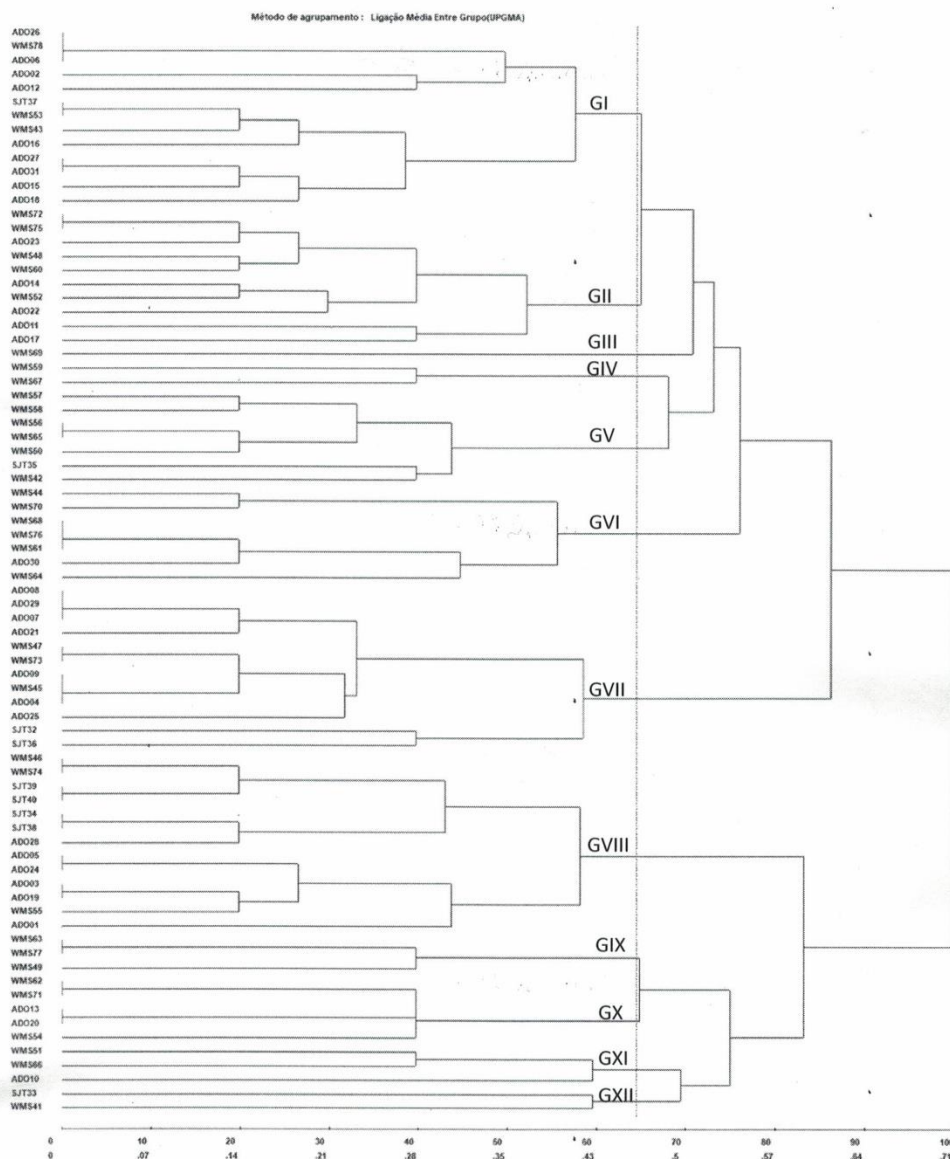 Método de agrupamento : Ligação Média Entre Grupo(UPGMA)
ADO26
WMS78
ADO06
ADO02
ADO12
SJT37
WMS53
WMS43
ADO16
ADO27
ADO31
ADO15
ADO18
WMS72
WMS75
ADO23
WMS48
WMS60
ADO14
WMS52
ADO22
ADO11
ADO17
WMS69
WMS59
WMS67
WMS57
WMS58
WMS56
WMS65
WMS50
SJT35
WMS42
WMS44
WMS70
WMS68
WMS76
WMS61
ADO30
WMS64
ADO08
ADO29
ADO07
ADO21
WMS47
WMS73
ADO09
WMS45
ADO04
ADO25
SJT32
SJT36
WMS46
WMS74
SJT39
SJT40
SJT34
SJT38
ADO28
ADO05
ADO24
ADO03
ADO19
WMS55
ADO01
WMS63
WMS77
WMS49
WMS62
WMS71
ADO13
ADO20
WMS54
WMS51
WMS66
ADO10
SJT33
WMS41
GI
GII
GIII
GIV
GV
GVI
GVII
GVIII
GIX
GX
GXI
GXII
0 10 20 30 40 50 60 70 80 90
0 .07 .14 .21 .28 .35 .43 .5 .57 .64